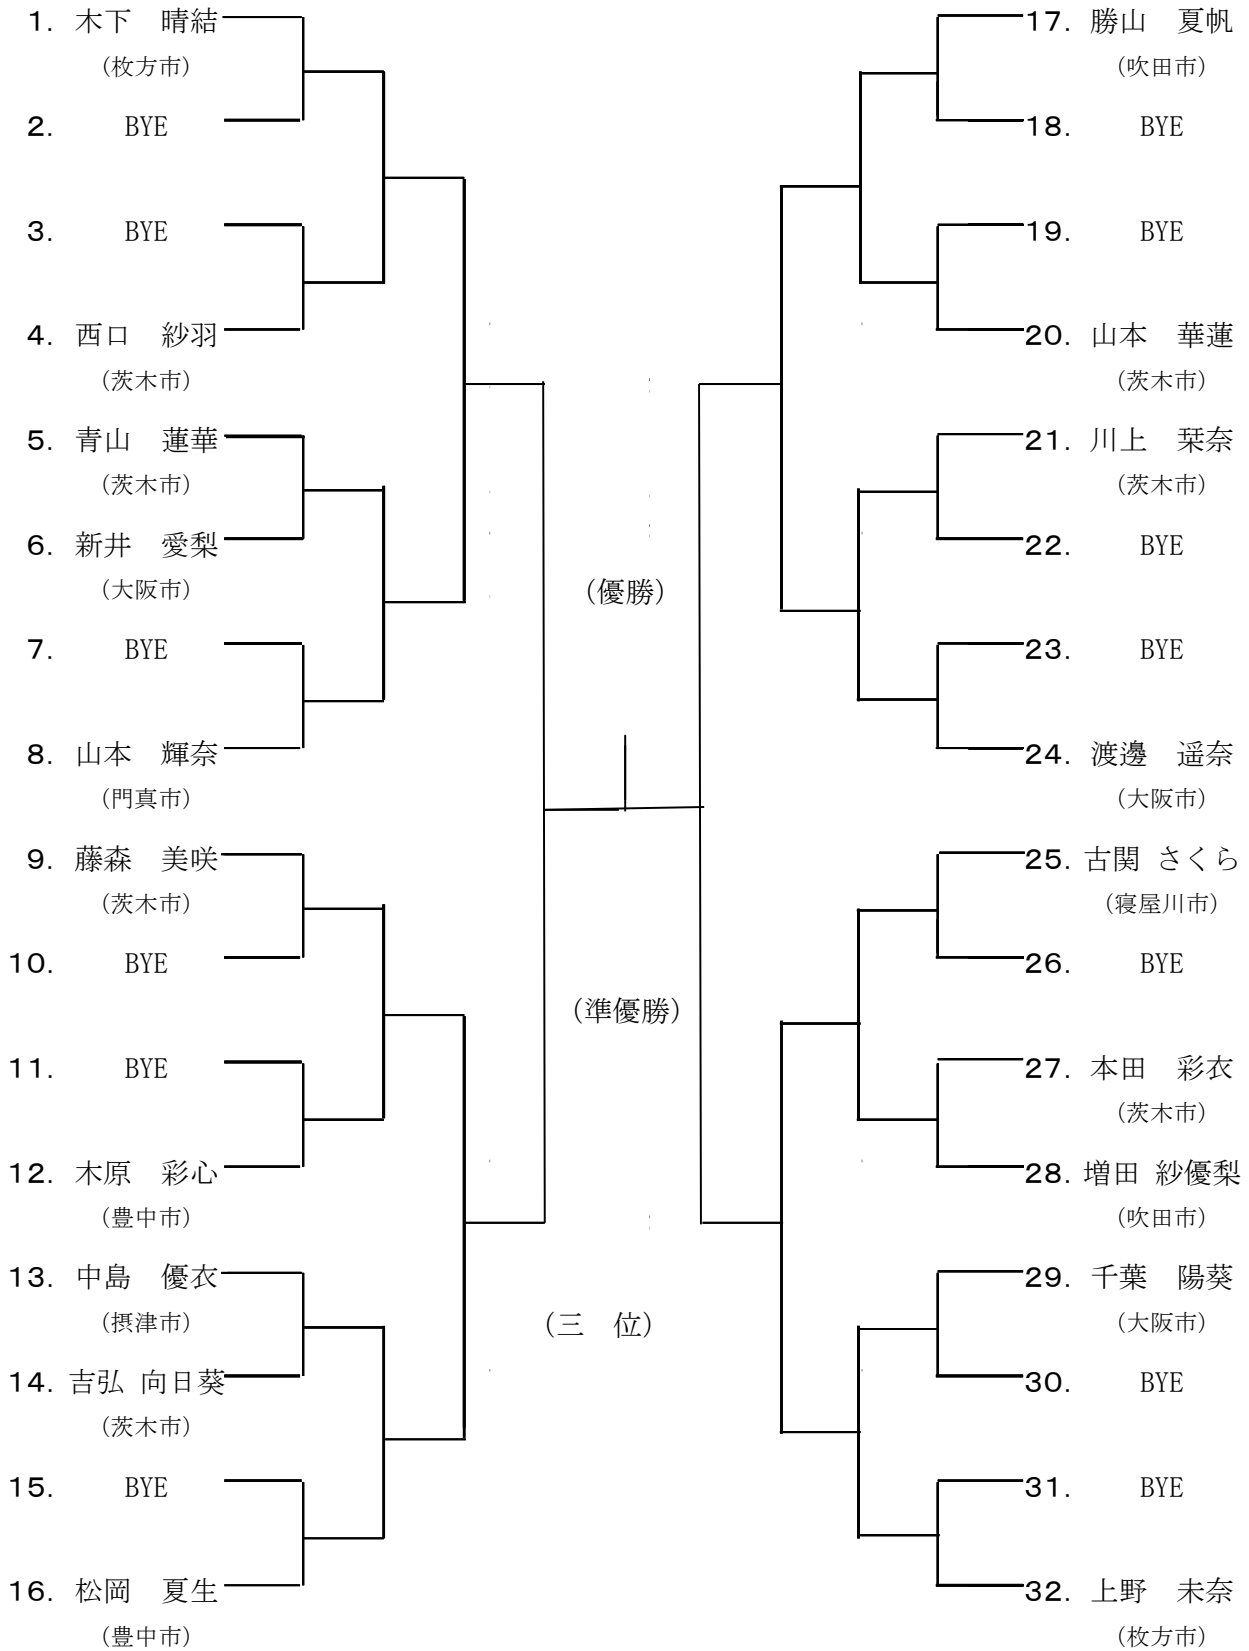 1. 木下　晴結
(枚方市)
2. BYE
3. BYE
4. 西口　紗羽
(茨木市)
5. 青山　蓮華
(茨木市)
6. 新井　愛梨
(大阪市)
7. BYE
8. 山本　輝奈
(門真市)
9. 藤森　美咲
(茨木市)
10. BYE
11. BYE
12. 木原　彩心
(豊中市)
13. 中島　優衣
(摂津市)
14. 吉弘 向日葵
(茨木市)
15. BYE
16. 松岡　夏生
(豊中市)
(優勝)
(準優勝)
(三　位)
17. 勝山　夏帆
(吹田市)
18. BYE
19. BYE
20. 山本　華蓮
(茨木市)
21. 川上　栞奈
(茨木市)
22. BYE
23. BYE
24. 渡邊　遥奈
(大阪市)
25. 古関 さくら
(寝屋川市)
26. BYE
27. 本田　彩衣
(茨木市)
28. 増田 紗優梨
(吹田市)
29. 千葉　陽葵
(大阪市)
30. BYE
31. BYE
32. 上野　未奈
(枚方市)